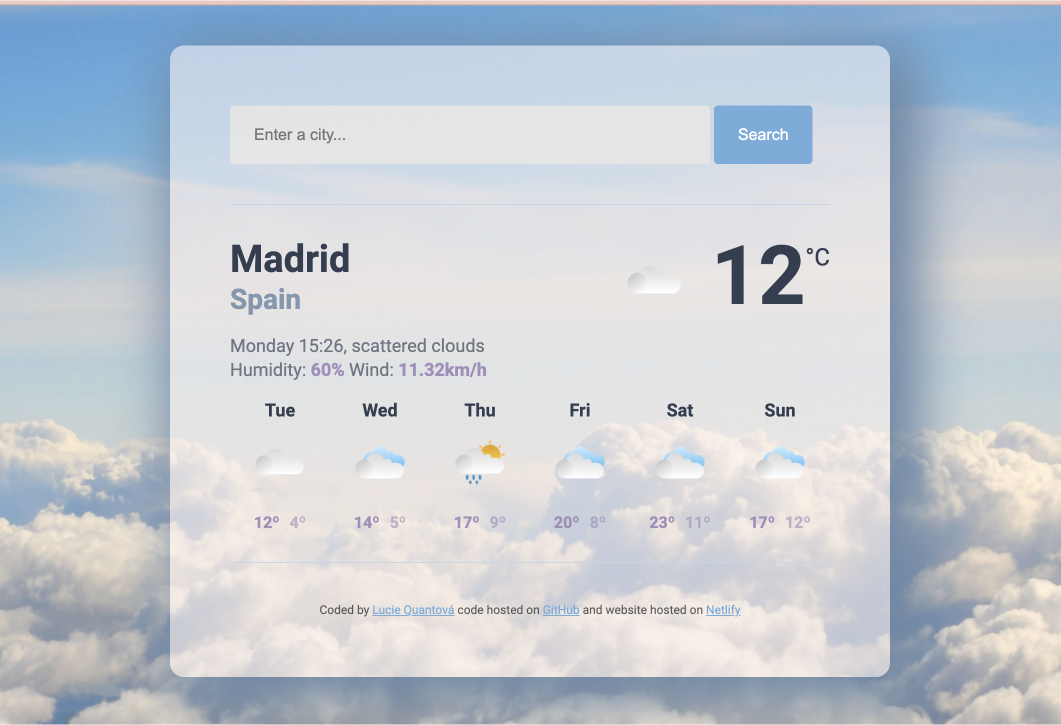 Enter a city...
Search
Madrid
12 °C
Spain
Monday 15:26, scattered clouds
Humidity: 60% Wind: 11.32km/h
Tue Wed Thu Fri Sat Sun
12º 4º 14º 5º 17º 9º 20º 8º 23º 11º 17º 12º
Coded by Lucie Quantová code hosted on GitHub and website hosted on Netlify